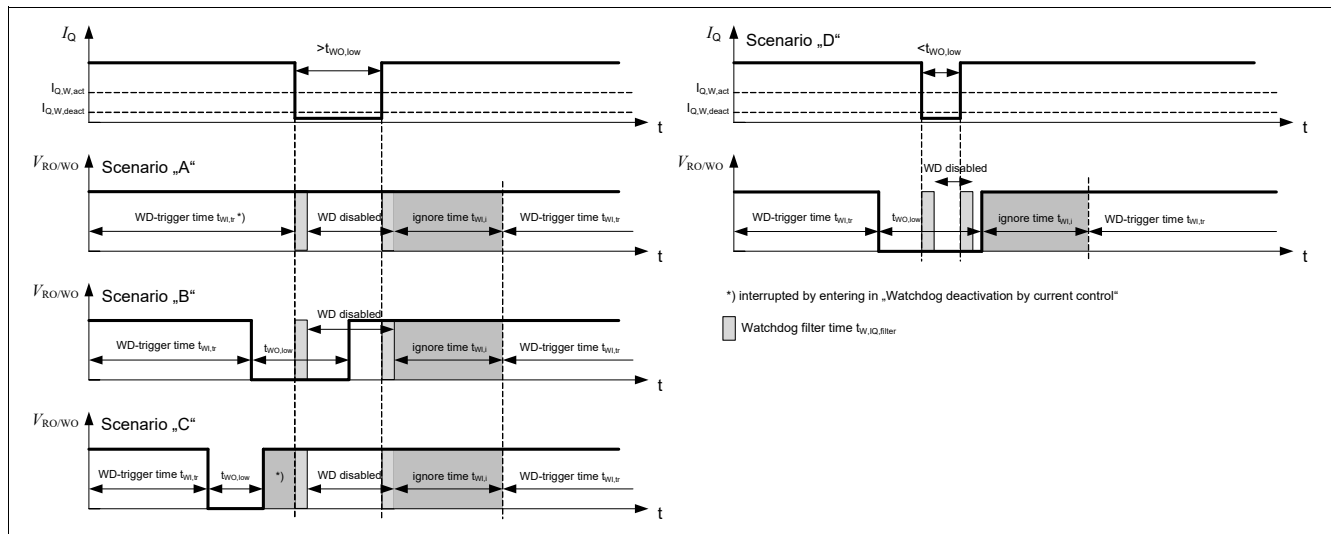 I_Q
>t_WO,low
I_Q,W,act
I_Q,W,deact
t
V_RO/WO
Scenario „A“
WD-trigger time t_WI,tr *)
WD disabled
ignore time t_WI,i
WD-trigger time t_WI,tr
t
V_RO/WO
Scenario „B“
WD disabled
WD-trigger time t_WI,tr
t_WO,low
ignore time t_WI,i
WD-trigger time t_WI,tr
t
V_RO/WO
Scenario „C“
WD-trigger time t_WI,tr
t_WO,low
*)
WD disabled
ignore time t_WI,i
WD-trigger time t_WI,tr
t
I_Q
Scenario „D“
<t_WO,low
I_Q,W,act
I_Q,W,deact
t
V_RO/WO
WD disabled
WD-trigger time t_WI,tr
t_WO,low
ignore time t_WI,i
WD-trigger time t_WI,tr
t
*) interrupted by entering in „Watchdog deactivation by current control“
Watchdog filter time t_W,IQ,filter